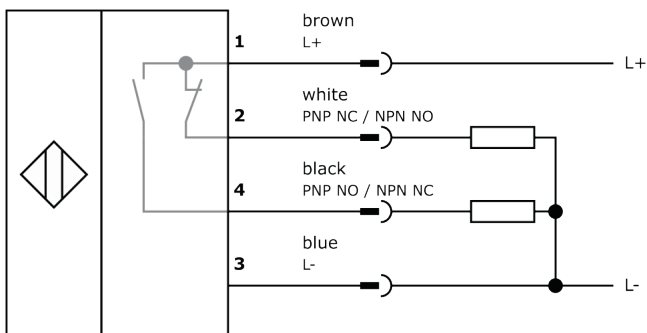 brown
1 L+
L+
white
2 PNP NC / NPN NO
black
4 PNP NO / NPN NC
blue
3 L-
L-